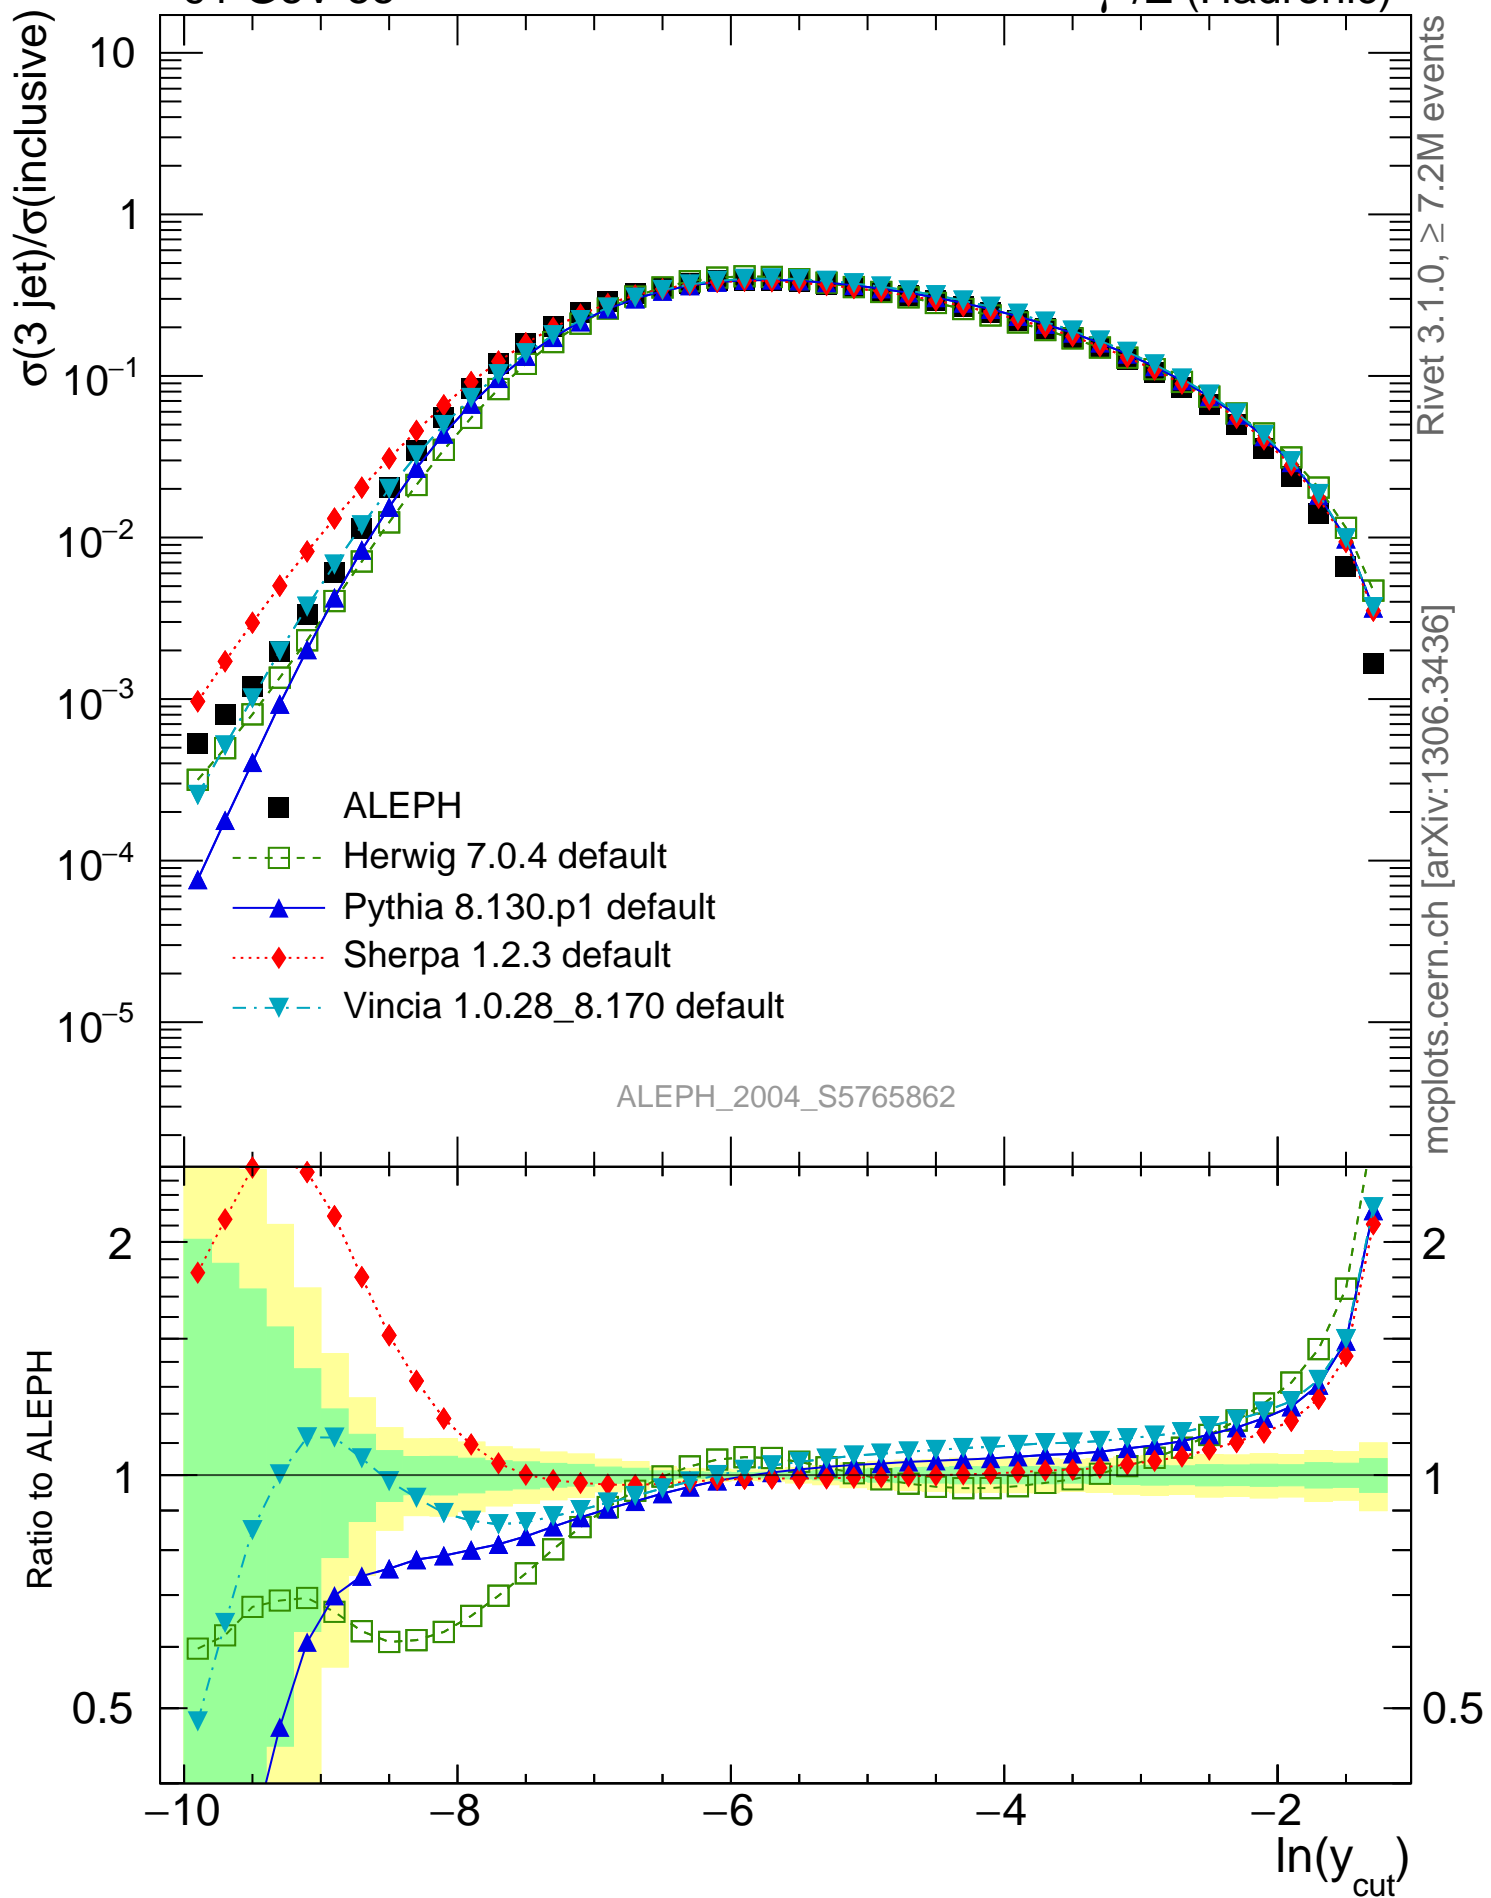 σ(3 jet)/σ(inclusive)
10
1
10⁻¹
10⁻²
10⁻³
10⁻⁴
10⁻⁵
ALEPH
Herwig 7.0.4 default
Pythia 8.130.p1 default
Sherpa 1.2.3 default
Vincia 1.0.28_8.170 default
ALEPH_2004_S5765862
Rivet 3.1.0, ≥ 7.2M events
mcplots.cern.ch [arXiv:1306.3436]
Ratio to ALEPH
2
1
0.5
2
1
0.5
−10 −8 −6 −4 −2
ln(y_cut)